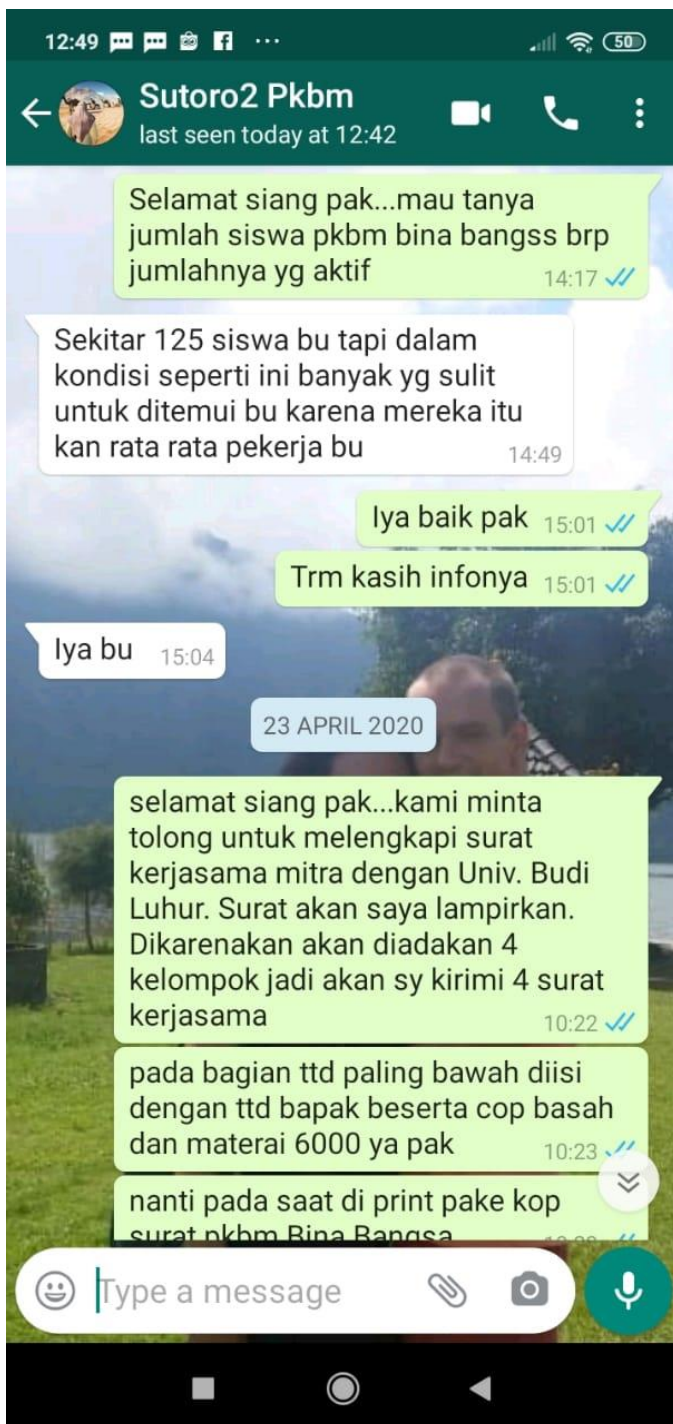 12:49
50
Sutoro2 Pkbm
last seen today at 12:42
Selamat siang pak...mau tanya
jumlah siswa pkbm bina bangss brp
jumlahnya yg aktif
14:17
Sekitar 125 siswa bu tapi dalam
kondisi seperti ini banyak yg sulit
untuk ditemui bu karena mereka itu
kan rata rata pekerja bu
14:49
Iya baik pak 15:01
Trm kasih infonya 15:01
Iya bu 15:04
23 APRIL 2020
selamat siang pak...kami minta
tolong untuk melengkapi surat
kerjasama mitra dengan Univ. Budi
Luhur. Surat akan saya lampirkan.
Dikarenakan akan diadakan 4
kelompok jadi akan sy kirimi 4 surat
kerjasama
10:22
pada bagian ttd paling bawah diisi
dengan ttd bapak beserta cop basah
dan materai 6000 ya pak
10:23
nanti pada saat di print pake kop
surat pkbm Bina Bangsa
Type a message